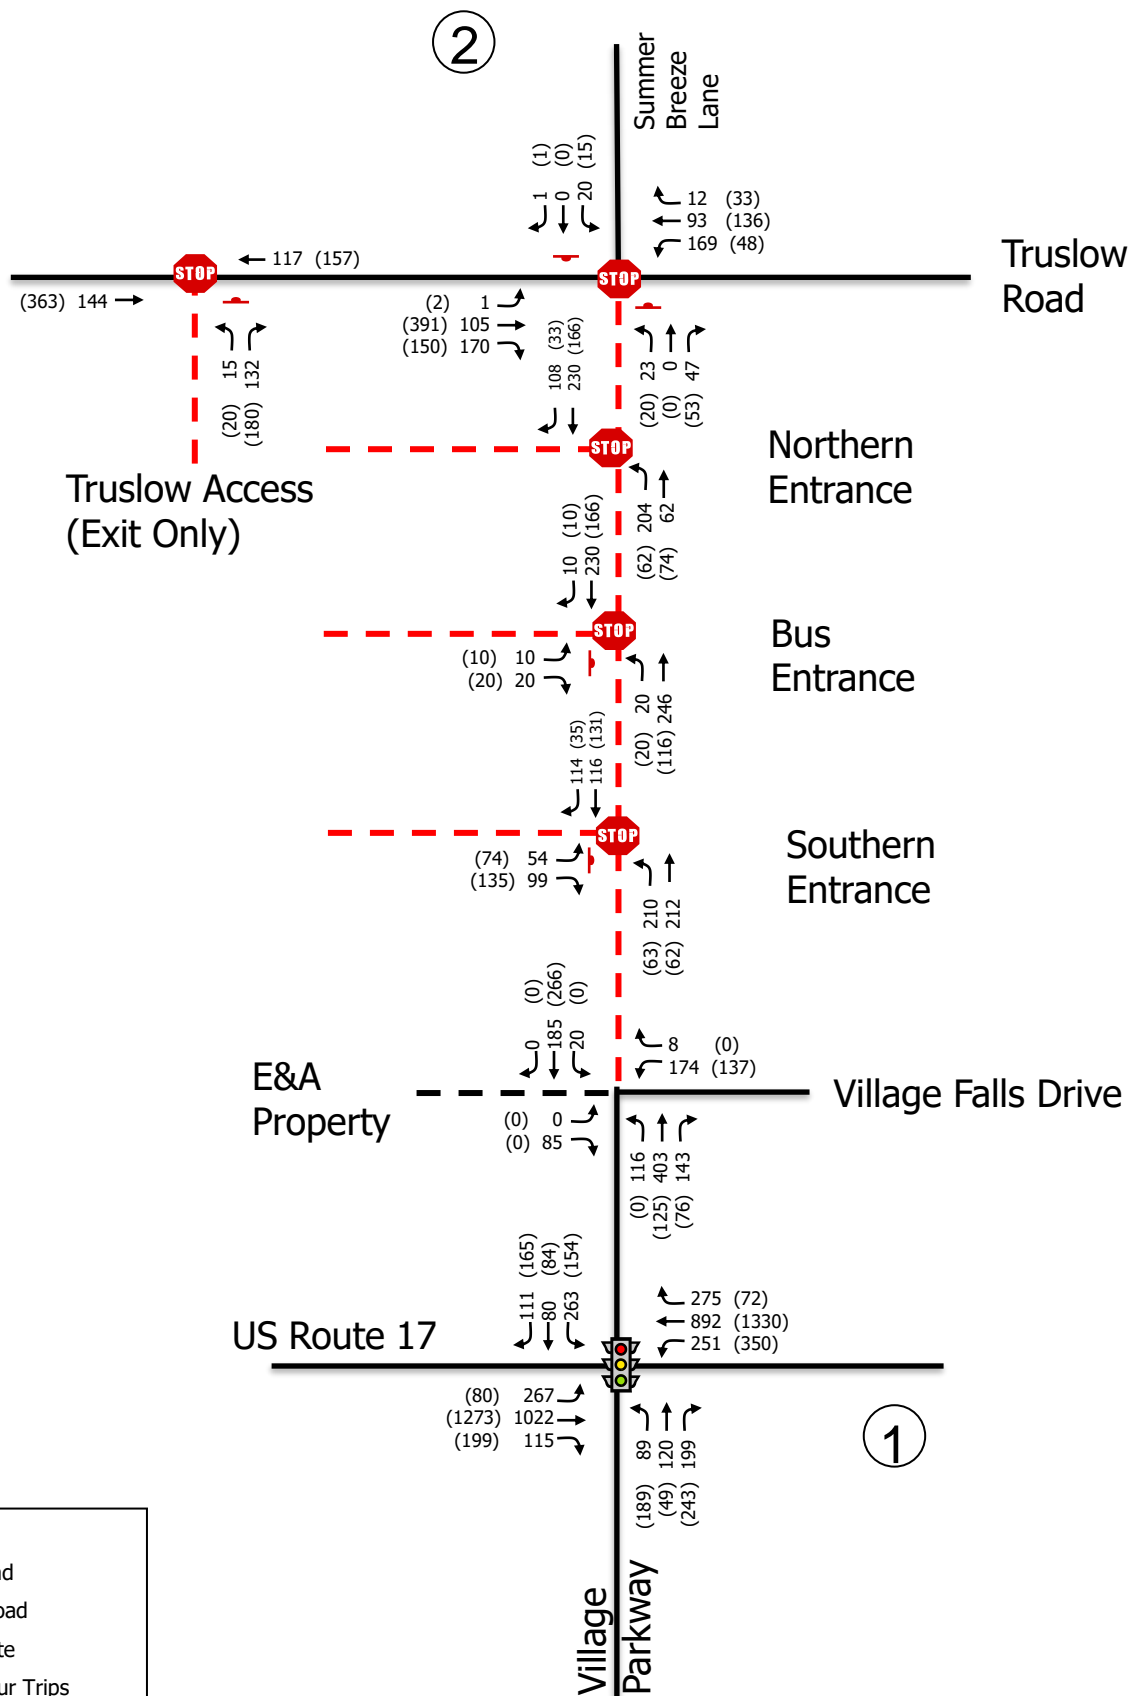 2
Summer
Breeze
Lane
1 (1)
0 (0)
20 (15)
12 (33)
93 (136)
169 (48)
Truslow
Road
STOP
117 (157)
STOP
(363) 144
(2) 1
(391) 105
(150) 170
(20) 15
(180) 132
108 (33)
230 (166)
(20) 23
(0) 0
(53) 47
Truslow Access
(Exit Only)
STOP
Northern
Entrance
10 (10)
230 (166)
(62) 204
(74) 62
STOP
Bus
Entrance
(10) 10
(20) 20
(20) 20
(116) 246
114 (35)
116 (131)
STOP
Southern
Entrance
(74) 54
(135) 99
(63) 210
(62) 212
0 (0)
185 (266)
20 (0)
8 (0)
174 (137)
E&A
Property
Village Falls Drive
(0) 0
(0) 85
(0) 116
(125) 403
(76) 143
111 (165)
80 (84)
263 (154)
275 (72)
892 (1330)
251 (350)
US Route 17
(80) 267
(1273) 1022
(199) 115
(189) 89
(49) 120
(243) 199
1
Village
Parkway
ur Trips